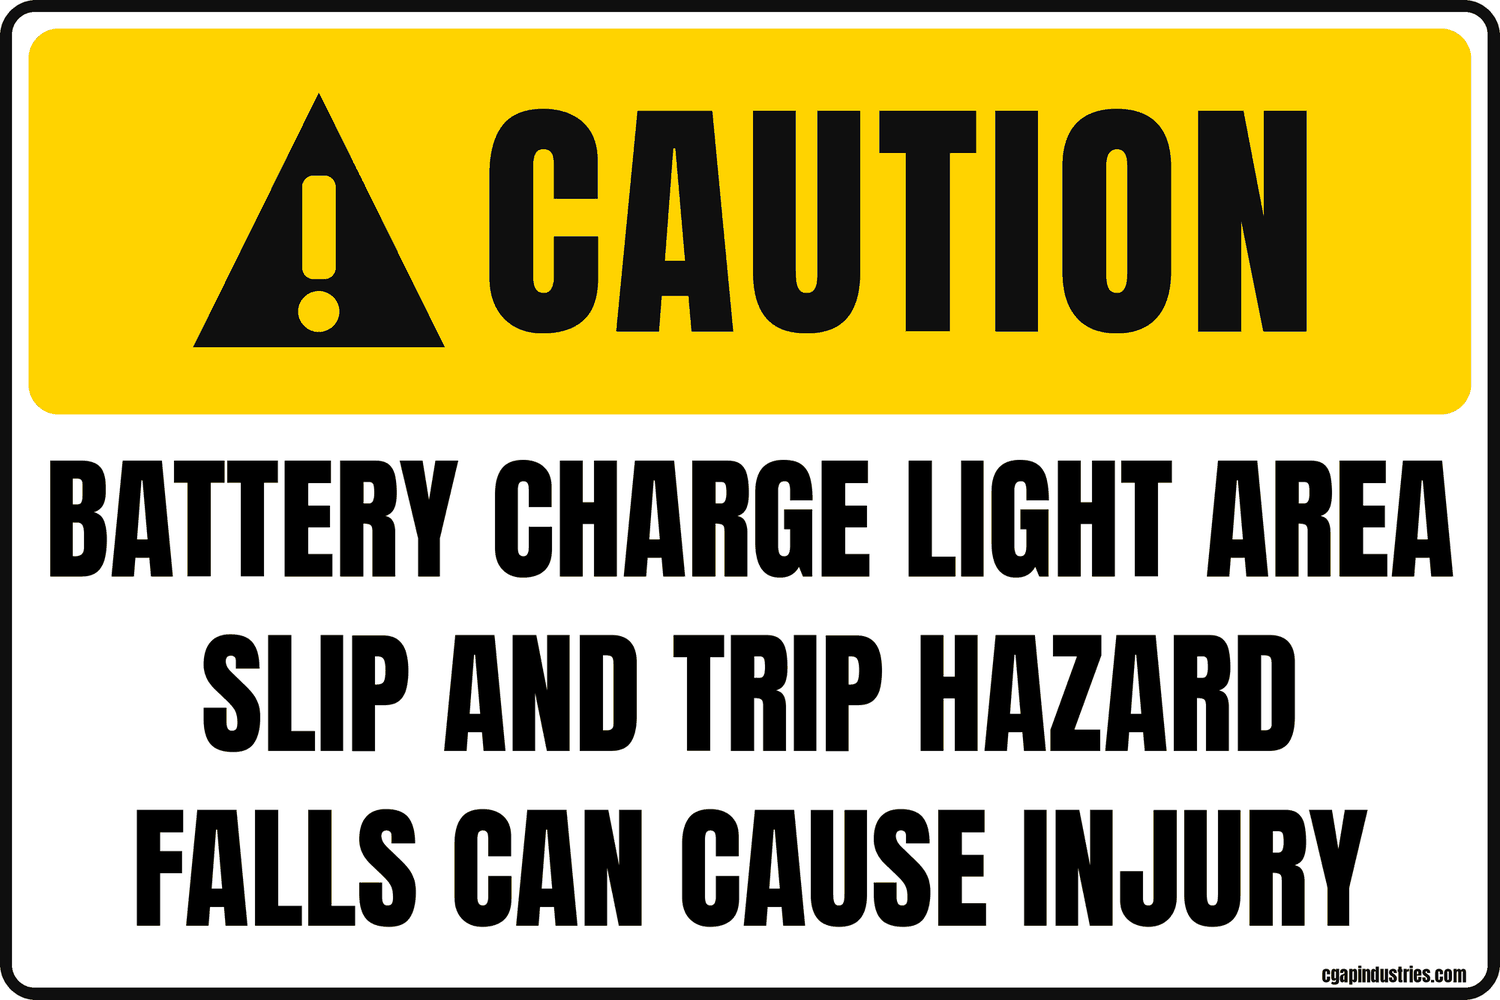 CAUTION
BATTERY CHARGE LIGHT AREA
SLIP AND TRIP HAZARD
FALLS CAN CAUSE INJURY
cgapindustries.com